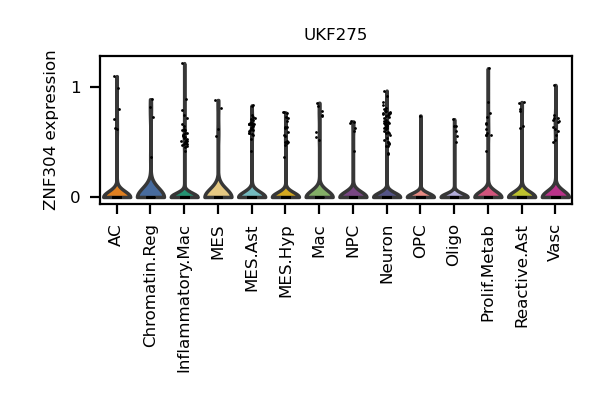 UKF275
ZNF304 expression
1
0
AC
Chromatin.Reg
Inflammatory.Mac
MES
MES.Ast
MES.Hyp
Mac
NPC
Neuron
OPC
Oligo
Prolif.Metab
Reactive.Ast
Vasc